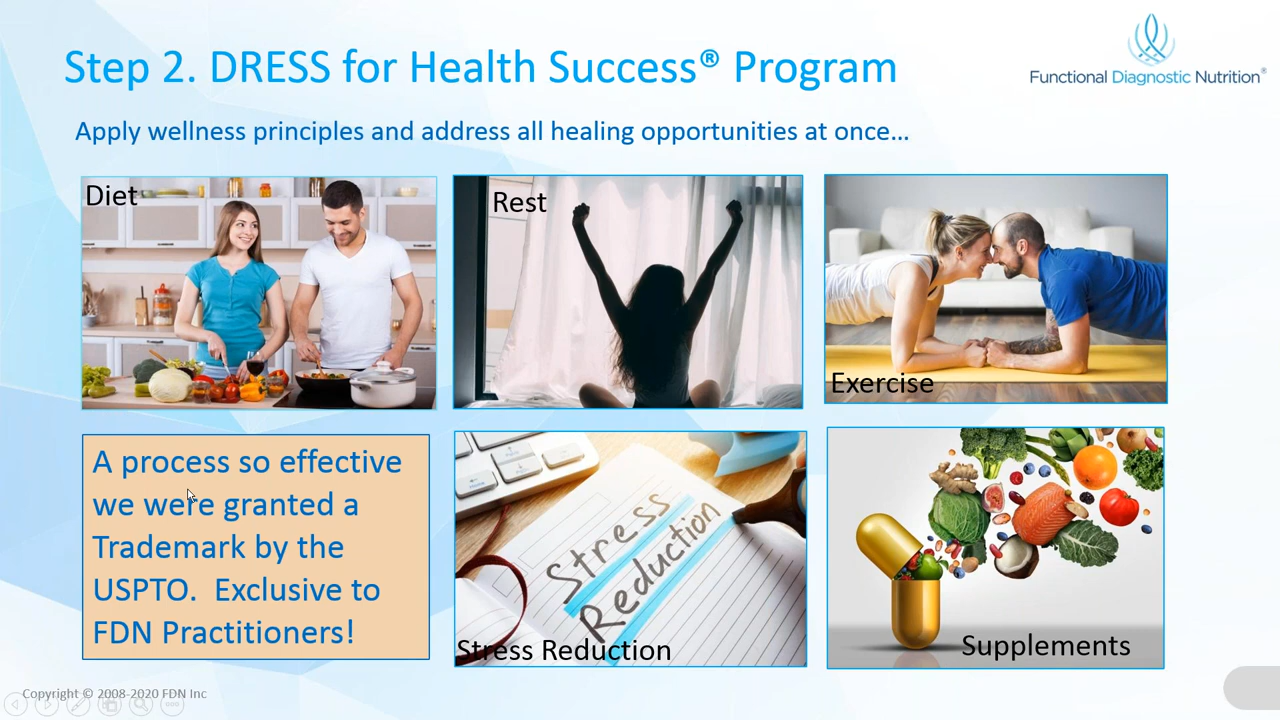 Step 2. DRESS for Health Success® Program
Functional Diagnostic Nutrition®
Apply wellness principles and address all healing opportunities at once...
Diet
Rest
Exercise
A process so effective
we were granted a
Trademark by the
USPTO.  Exclusive to
FDN Practitioners!
Stress
Reduction
Stress Reduction
Supplements
Copyright © 2008-2020 FDN Inc